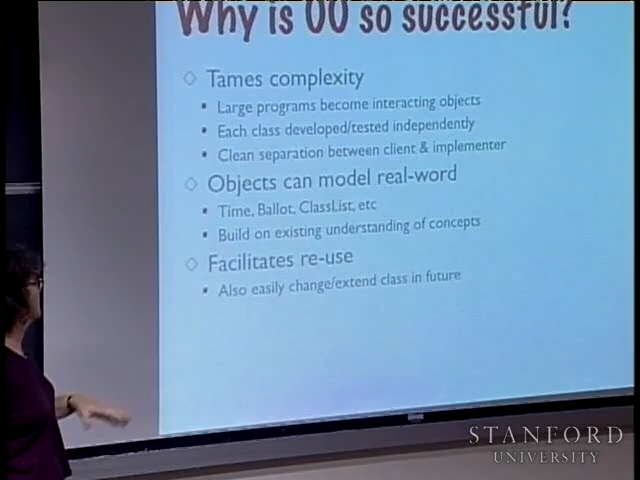 Why is OO so successful?
Tames complexity
Large programs become interacting objects
Each class developed/tested independently
Clean separation between client & implementer
Objects can model real-word
Time, Ballot, ClassList, etc
Build on existing understanding of concepts
Facilitates re-use
Also easily change/extend class in future
STANFORD
UNIVERSITY